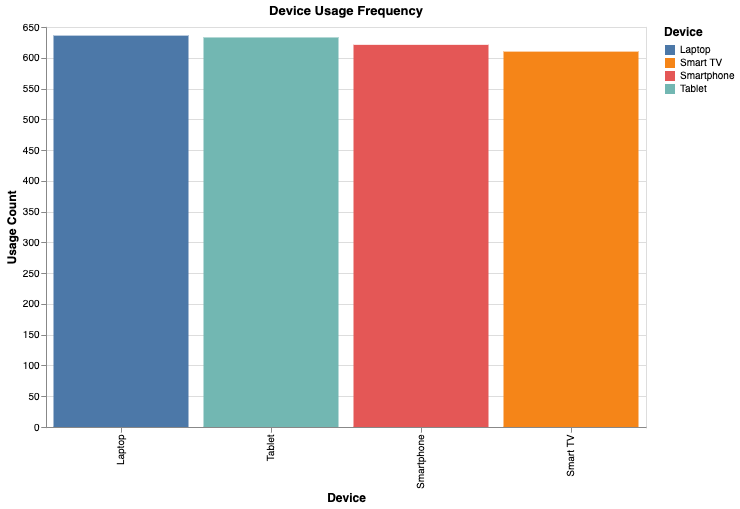 Device Usage Frequency
Usage Count
650
600
550
500
450
400
350
300
250
200
150
100
50
0
Laptop
Tablet
Smartphone
Smart TV
Device
Device
Laptop
Smart TV
Smartphone
Tablet